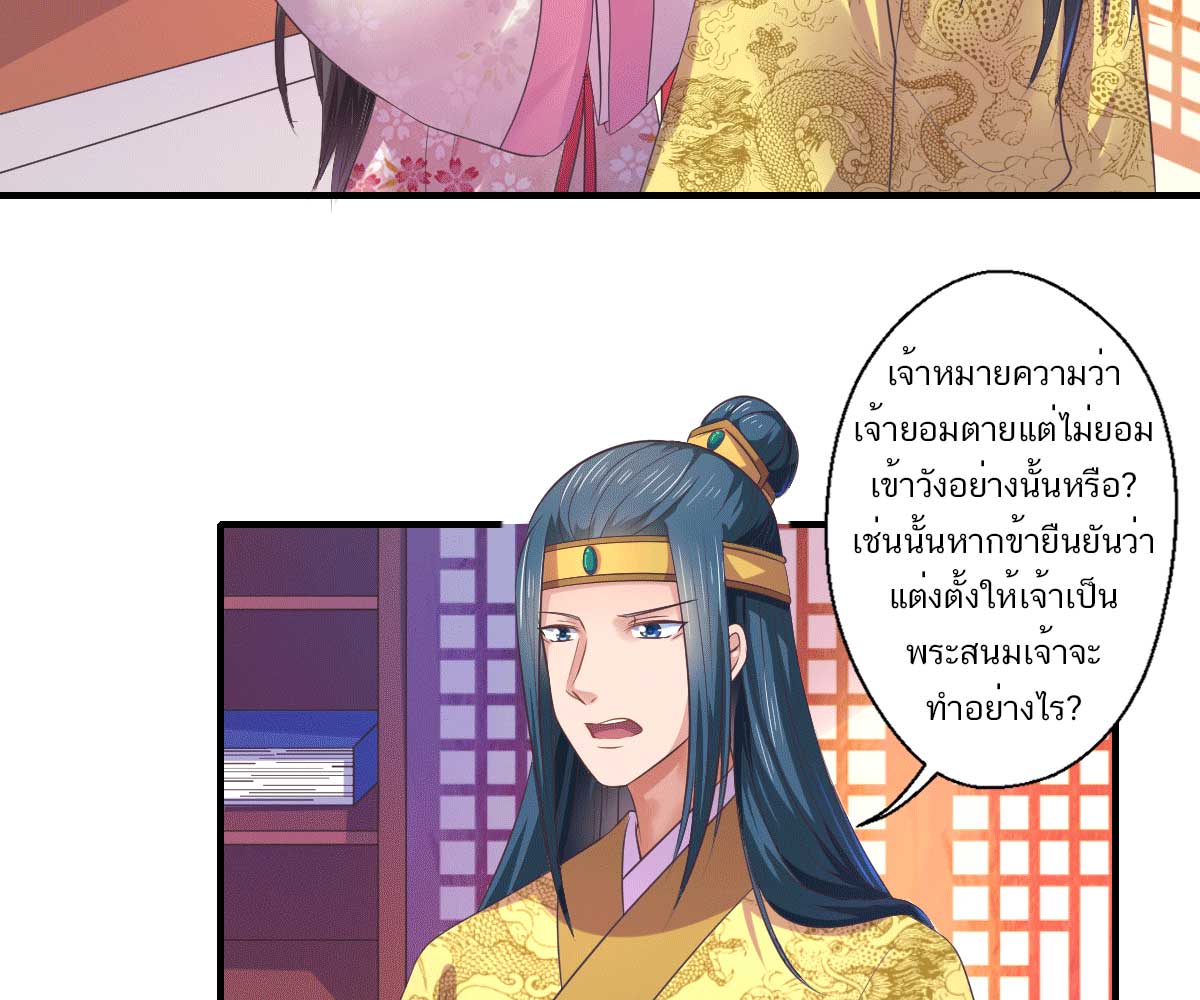 เจ้าหมายความว่า
เจ้ายอมตายแต่ไม่ยอม
เข้าวังอย่างนั้นหรือ?
เช่นนั้นหากข้ายืนยันว่า
แต่งตั้งให้เจ้าเป็น
พระสนมเจ้าจะ
ทำอย่างไร?